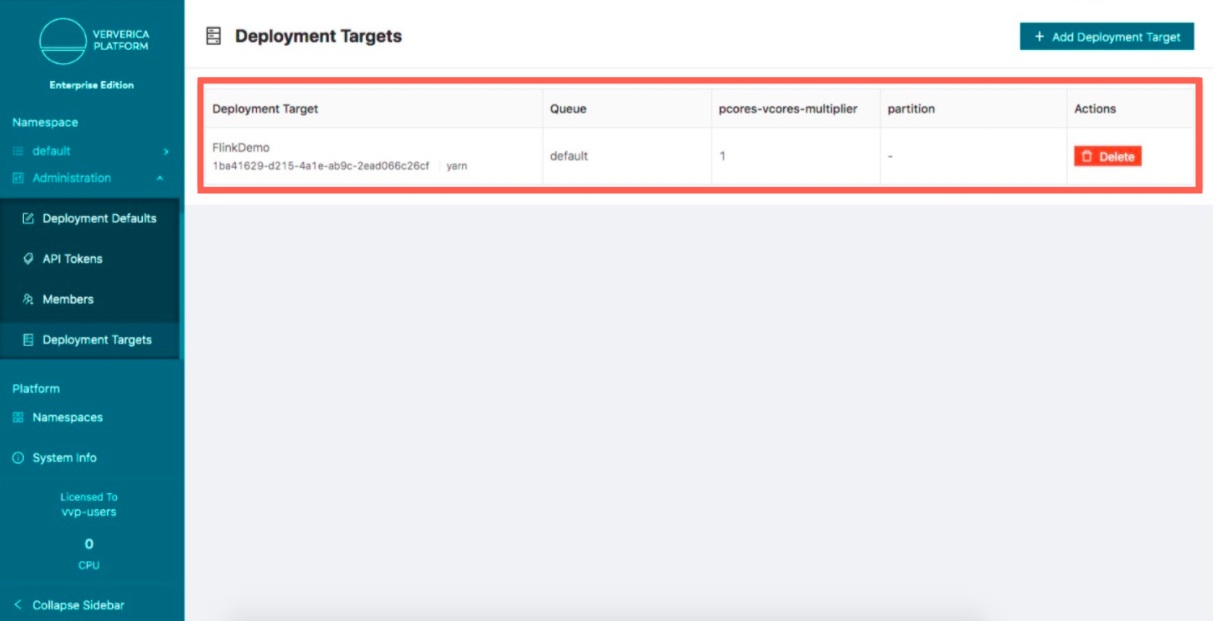 VERVERICA
PLATFORM
Enterprise Edition
Namespace
default
Administration
Deployment Defaults
API Tokens
Members
Deployment Targets
Platform
Namespaces
System Info
Licensed To
vvp-users
0
CPU
Collapse Sidebar
Deployment Targets
+ Add Deployment Target
Deployment Target Queue pcores-vcores-multiplier partition Actions
FlinkDemo
1ba41629-d215-4a1e-ab9c-2ead066c26cf yarn default 1 - Delete